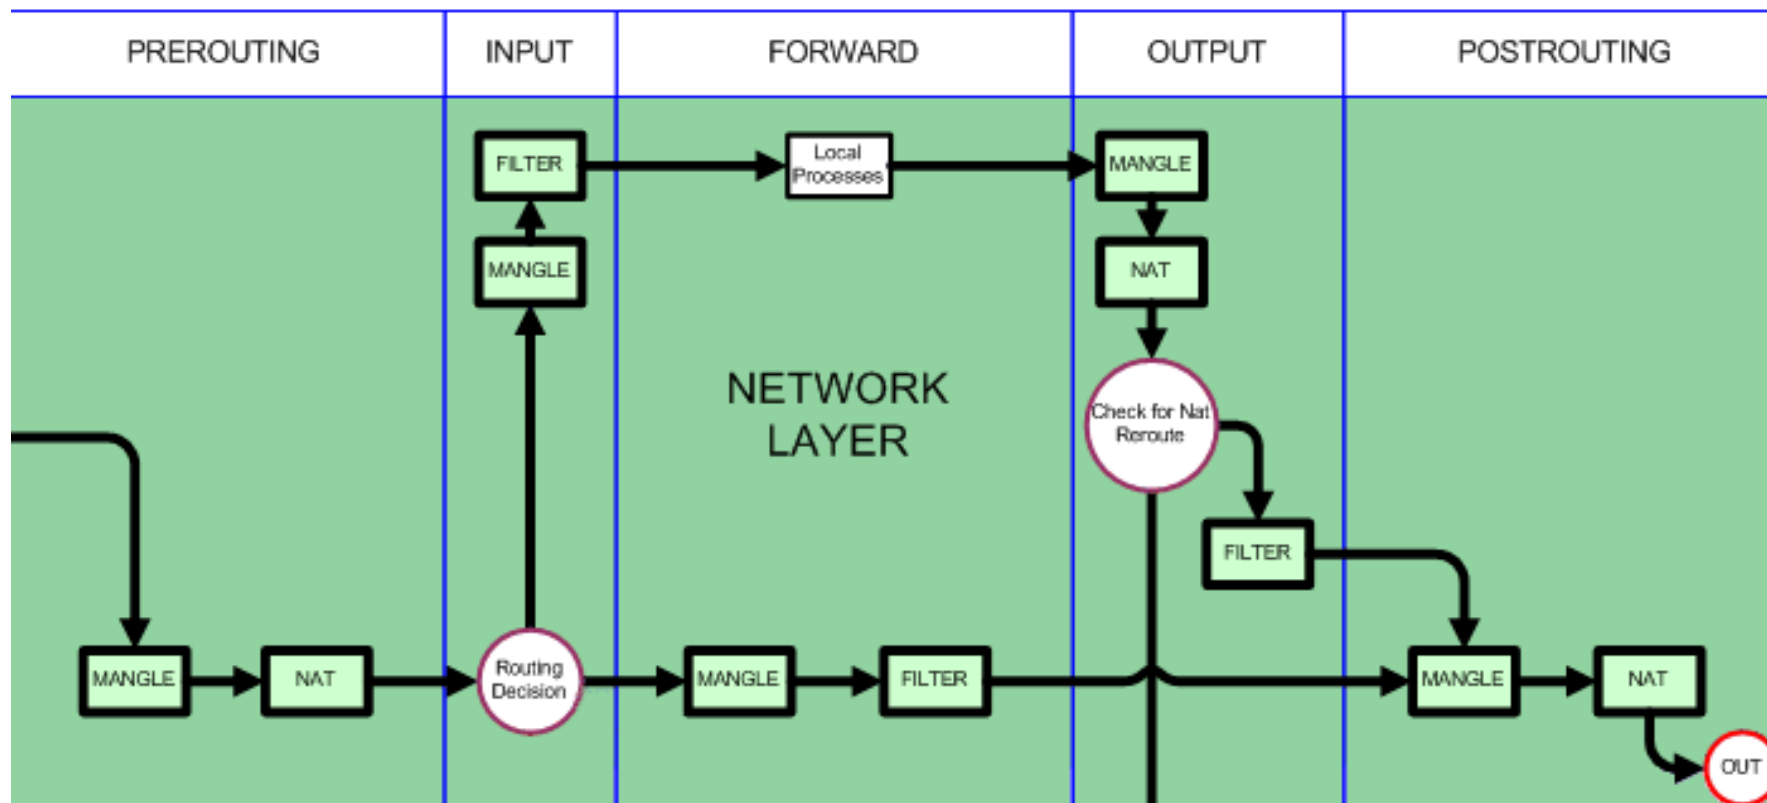 PREROUTING
INPUT
FORWARD
OUTPUT
POSTROUTING
FILTER
Local
Processes
MANGLE
MANGLE
NAT
NETWORK
LAYER
Check for Nat
Reroute
FILTER
MANGLE
NAT
Routing
Decision
MANGLE
FILTER
MANGLE
NAT
OUT